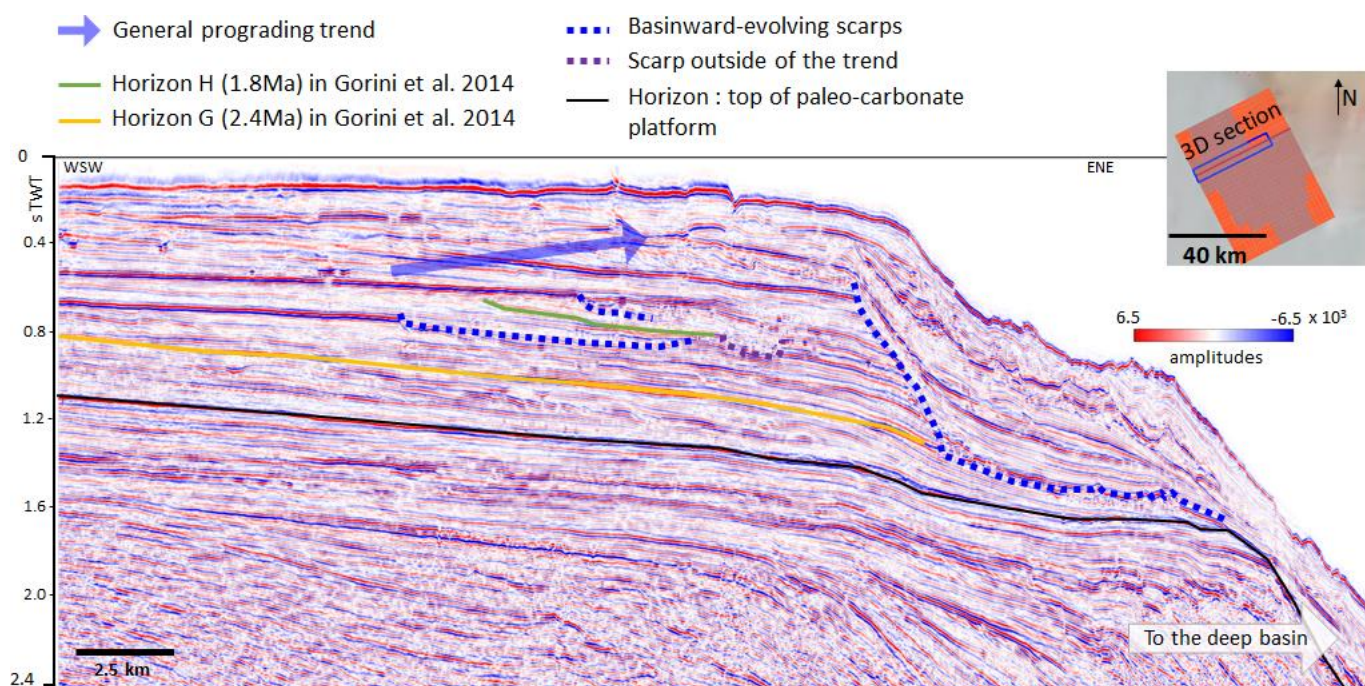 General prograding trend
Horizon H (1.8Ma) in Gorini et al. 2014
Horizon G (2.4Ma) in Gorini et al. 2014
Basinward-evolving scarps
Scarp outside of the trend
Horizon : top of paleo-carbonate
platform
N
3D section
40 km
0
WSW
ENE
s TWT
0.4
0.8
1.2
1.6
2.0
2.4
6.5
-6.5 x 10³
amplitudes
2.5 km
To the deep basin